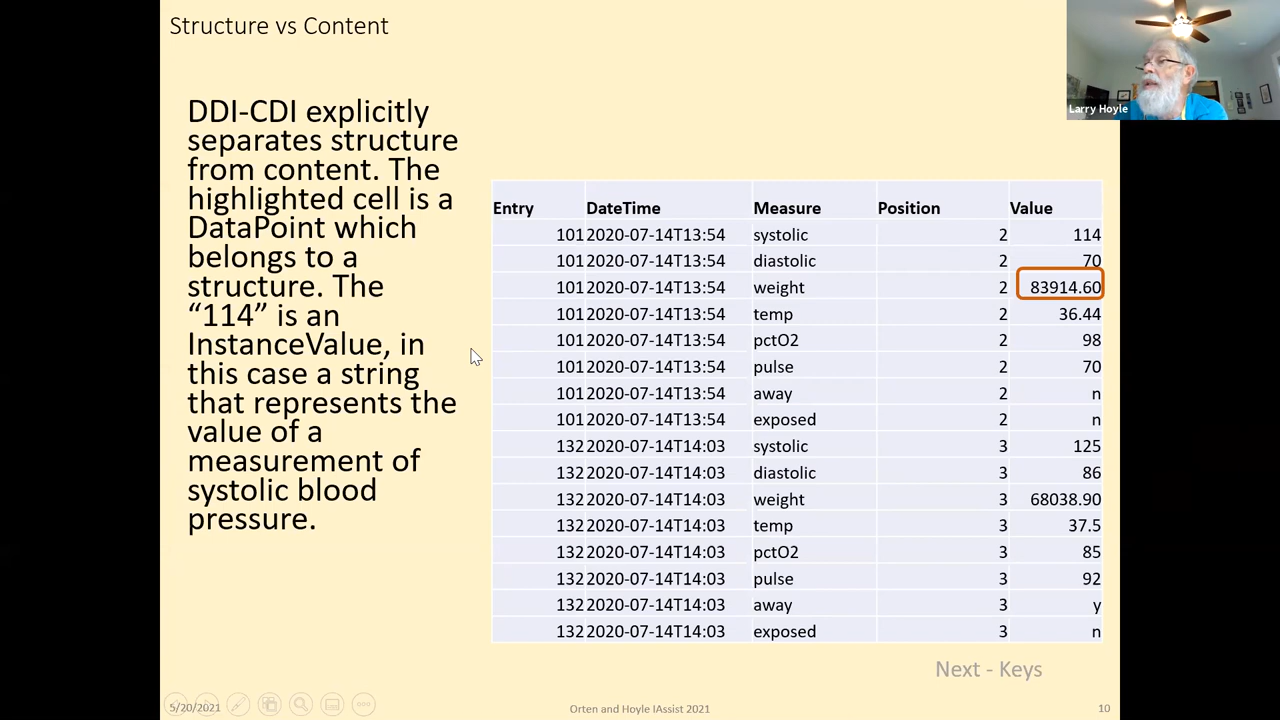 Structure vs Content
Larry Hoyle
DDI-CDI explicitly
separates structure
from content. The
highlighted cell is a
DataPoint which
belongs to a
structure. The
“114” is an
InstanceValue, in
this case a string
that represents the
value of a
measurement of
systolic blood
pressure.
Entry DateTime Measure Position Value
101 2020-07-14T13:54 systolic 2 114
101 2020-07-14T13:54 diastolic 2 70
101 2020-07-14T13:54 weight 2 83914.60
101 2020-07-14T13:54 temp 2 36.44
101 2020-07-14T13:54 pctO2 2 98
101 2020-07-14T13:54 pulse 2 70
101 2020-07-14T13:54 away 2 n
101 2020-07-14T13:54 exposed 2 n
132 2020-07-14T14:03 systolic 3 125
132 2020-07-14T14:03 diastolic 3 86
132 2020-07-14T14:03 weight 3 68038.90
132 2020-07-14T14:03 temp 3 37.5
132 2020-07-14T14:03 pctO2 3 85
132 2020-07-14T14:03 pulse 3 92
132 2020-07-14T14:03 away 3 y
132 2020-07-14T14:03 exposed 3 n
Next - Keys
5/20/2021 Orten and Hoyle IAssist 2021 10